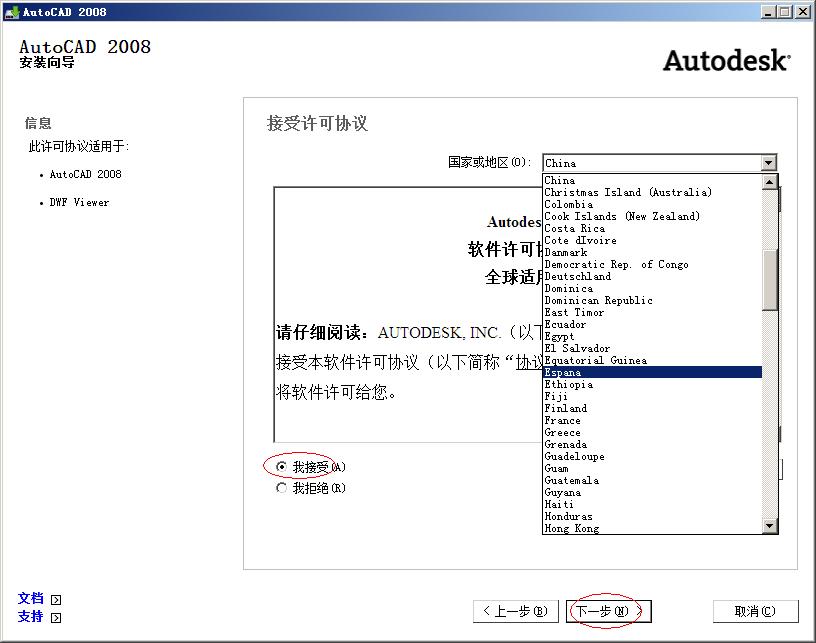 AutoCAD 2008
AutoCAD 2008
安装向导
Autodesk
信息
此许可协议适用于:
• AutoCAD 2008
• DWF Viewer
接受许可协议
国家或地区(O): China
China
Christmas Island (Australia)
Colombia
Cook Islands (New Zealand)
Costa Rica
Cote dIvoire
Danmark
Democratic Rep. of Congo
Deutschland
Dominica
Dominican Republic
East Timor
Ecuador
Egypt
El Salvador
Equatorial Guinea
Espana
Ethiopia
Fiji
Finland
France
Greece
Grenada
Guadeloupe
Guam
Guatemala
Guyana
Haiti
Honduras
Hong Kong
Autodes
软件许可协
全球适用
请仔细阅读：AUTODESK, INC.（以下
接受本软件许可协议（以下简称“协议
将软件许可给您。
我接受(A)
我拒绝(R)
文档
支持
< 上一步(B)
下一步(N) >
取消(C)